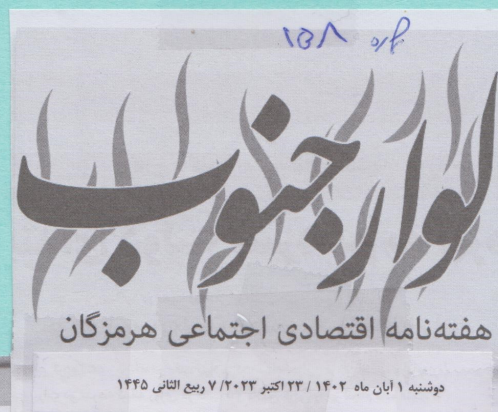 ۱۵۸
لوار جنوب
هفته‌نامه اقتصادی اجتماعی هرمزگان
دوشنبه ۱ آبان ماه ۱۴۰۲ / ۲۳ اکتبر ۲۰۲۳/ ۷ ربیع الثانی ۱۴۴۵